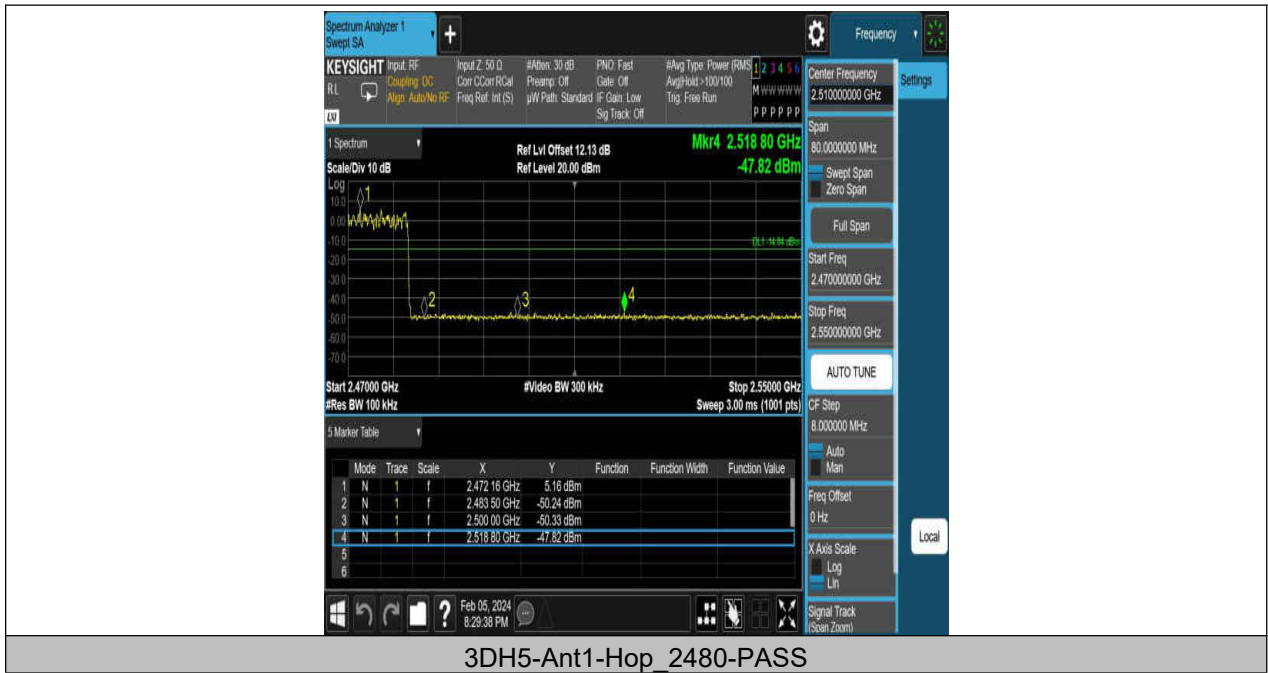 Spectrum Analyzer 1
Swept SA
+
Frequency
KEYSIGHT
RL
LXI
Input: RF
Coupling: DC
Align: Auto/No RF
Input Z: 50 Ω
Corr CCorr RCal
Freq Ref: Int (S)
#Atten: 30 dB
Preamp: Off
µW Path: Standard
PNO: Fast
Gate: Off
IF Gain: Low
Sig Track: Off
#Avg Type: Power (RMS
Avg|Hold:>100/100
Trig: Free Run
1 2 3 4 5 6
M W W W W W
P P P P P P
1 Spectrum
Scale/Div 10 dB
Ref Lvl Offset 12.13 dB
Ref Level 20.00 dBm
Mkr4 2.518 80 GHz
-47.82 dBm
Log
10.0
0.00
-10.0
-20.0
-30.0
-40.0
-50.0
-60.0
-70.0
1
2
3
4
DL1 -14.84 dBm
Start 2.47000 GHz
#Video BW 300 kHz
Stop 2.55000 GHz
#Res BW 100 kHz
Sweep 3.00 ms (1001 pts)
5 Marker Table
Mode Trace Scale X Y Function Function Width Function Value
1 N 1 f 2.472 16 GHz 5.16 dBm
2 N 1 f 2.483 50 GHz -50.24 dBm
3 N 1 f 2.500 00 GHz -50.33 dBm
4 N 1 f 2.518 80 GHz -47.82 dBm
5
6
?
Feb 05, 2024
8:29:38 PM
Center Frequency
2.510000000 GHz
Settings
Span
80.0000000 MHz
Swept Span
Zero Span
Full Span
Start Freq
2.470000000 GHz
Stop Freq
2.550000000 GHz
AUTO TUNE
CF Step
8.000000 MHz
Auto
Man
Freq Offset
0 Hz
X Axis Scale
Log
Lin
Local
Signal Track
(Span Zoom)
3DH5-Ant1-Hop_2480-PASS